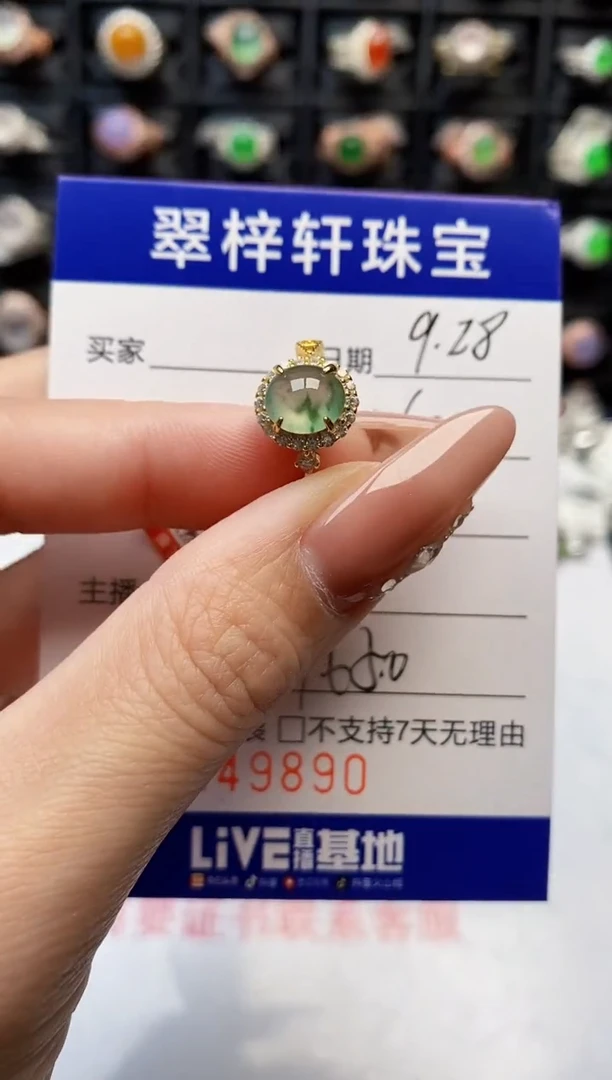 翠梓轩珠宝
买家 日期 9.28
主播
□不支持7天无理由
49890
LiVE直播基地